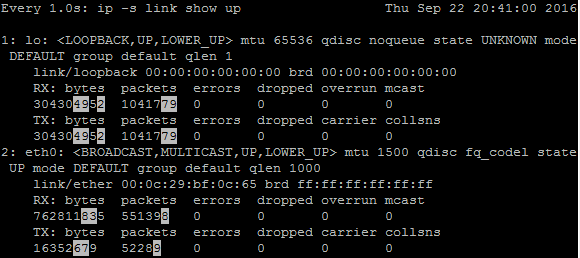 Every 1.0s: ip -s link show up Thu Sep 22 20:41:00 2016
1: lo: <LOOPBACK,UP,LOWER_UP> mtu 65536 qdisc noqueue state UNKNOWN mode
DEFAULT group default qlen 1
link/loopback 00:00:00:00:00:00 brd 00:00:00:00:00:00
RX: bytes packets errors dropped overrun mcast
304304952 1041779 0 0 0 0
TX: bytes packets errors dropped carrier collsns
304304952 1041779 0 0 0 0
2: eth0: <BROADCAST,MULTICAST,UP,LOWER_UP> mtu 1500 qdisc fq_codel state
UP mode DEFAULT group default qlen 1000
link/ether 00:0c:29:bf:0c:65 brd ff:ff:ff:ff:ff:ff
RX: bytes packets errors dropped overrun mcast
762811835 551398 0 0 0 0
TX: bytes packets errors dropped carrier collsns
16352679 52289 0 0 0 0